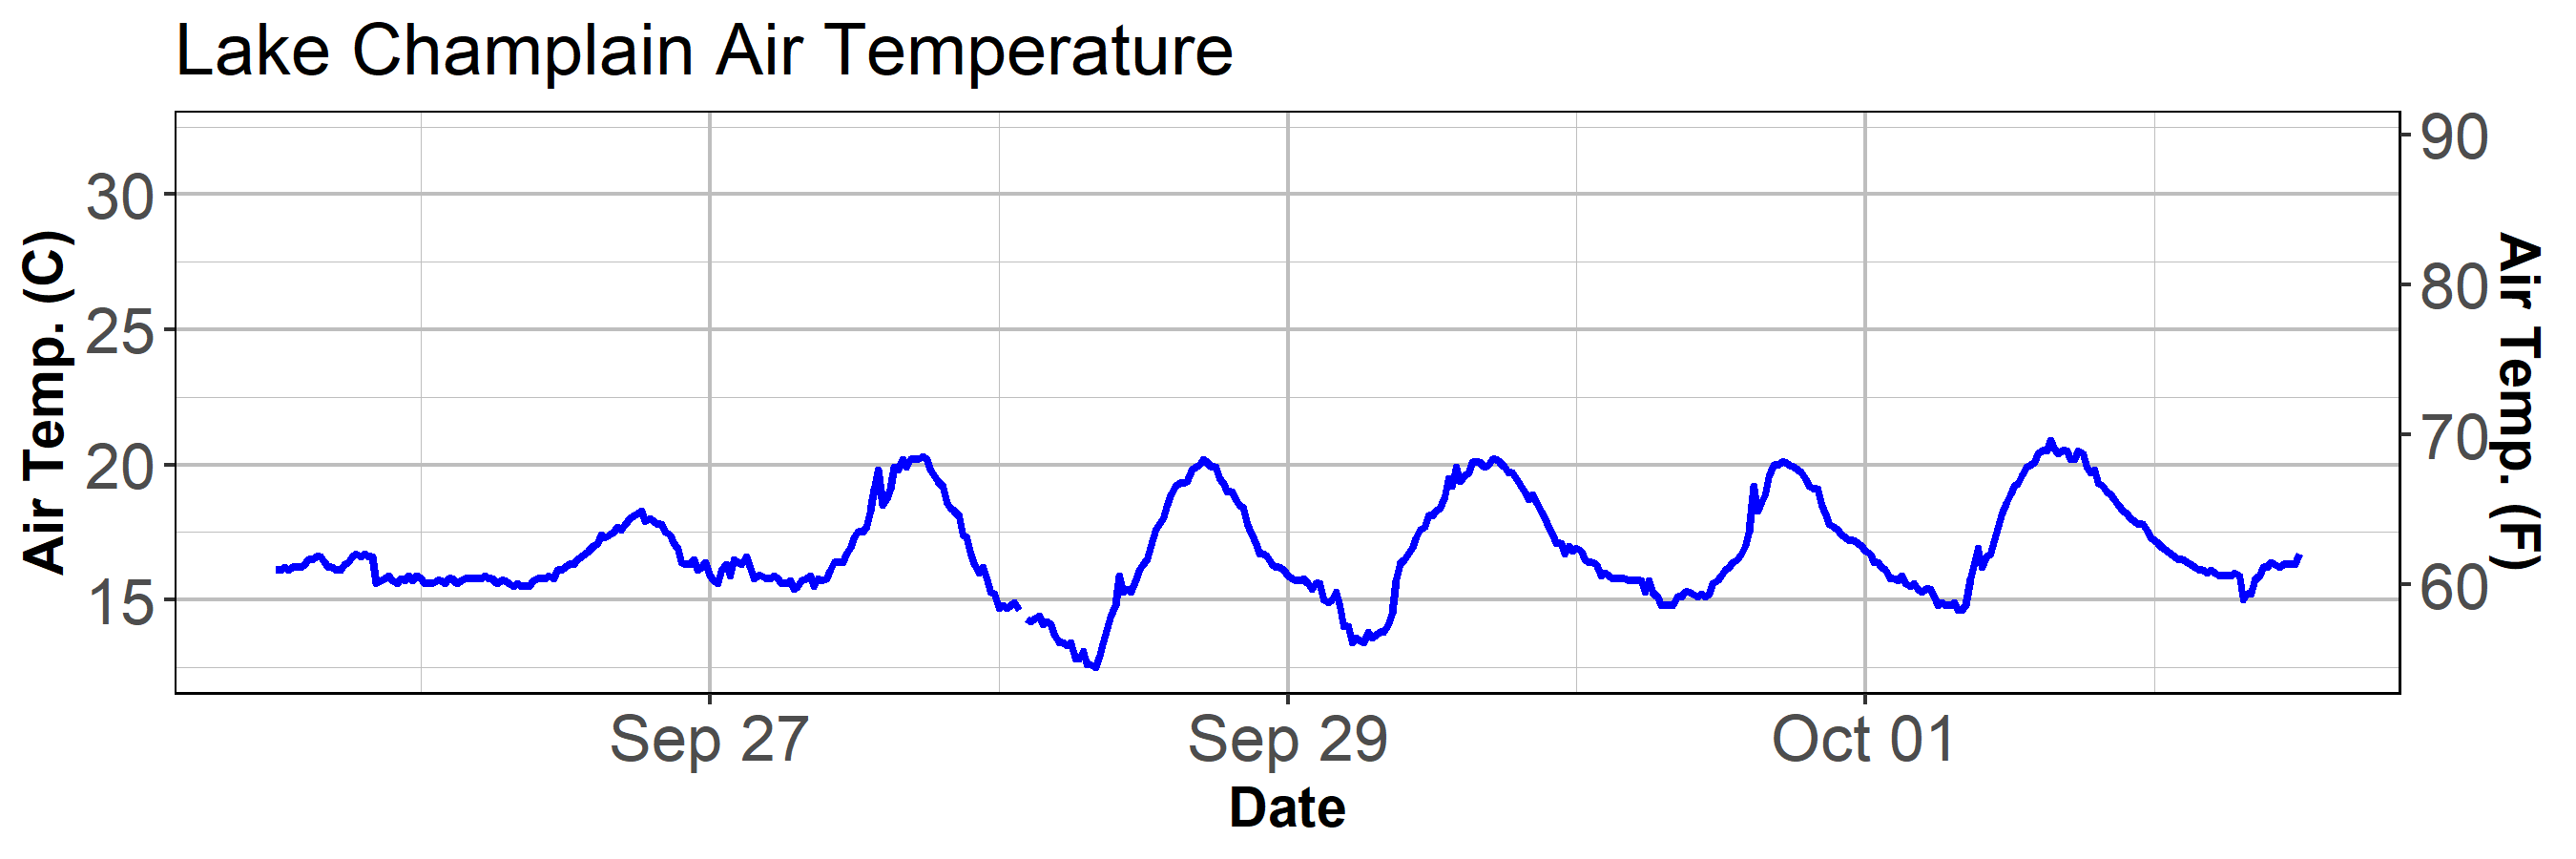 Lake Champlain Air Temperature
Air Temp. (C)
30
25
20
15
90
80
70
60
Air Temp. (F)
Sep 27
Sep 29
Oct 01
Date